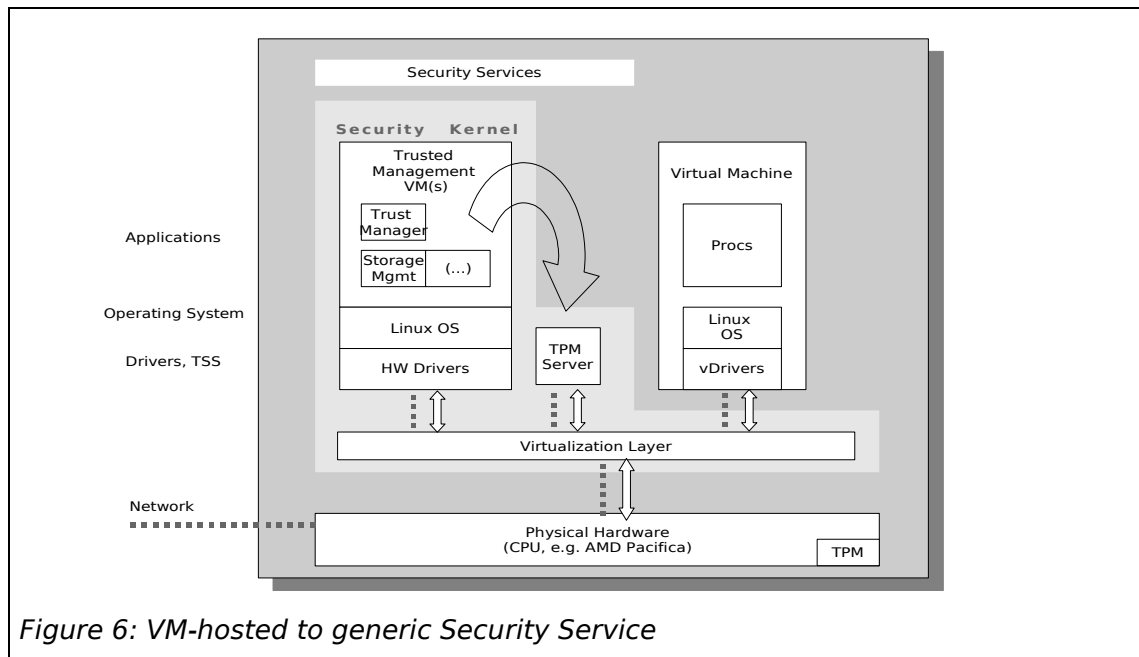 Security Services
Security Kernel
Trusted
Management
VM(s)
Trust
Manager
Storage
Mgmt
(...)
Linux OS
HW Drivers
TPM
Server
Virtual Machine
Procs
Linux
OS
vDrivers
Applications
Operating System
Drivers, TSS
Virtualization Layer
Network
Physical Hardware
(CPU, e.g. AMD Pacifica)
TPM
Figure 6: VM-hosted to generic Security Service